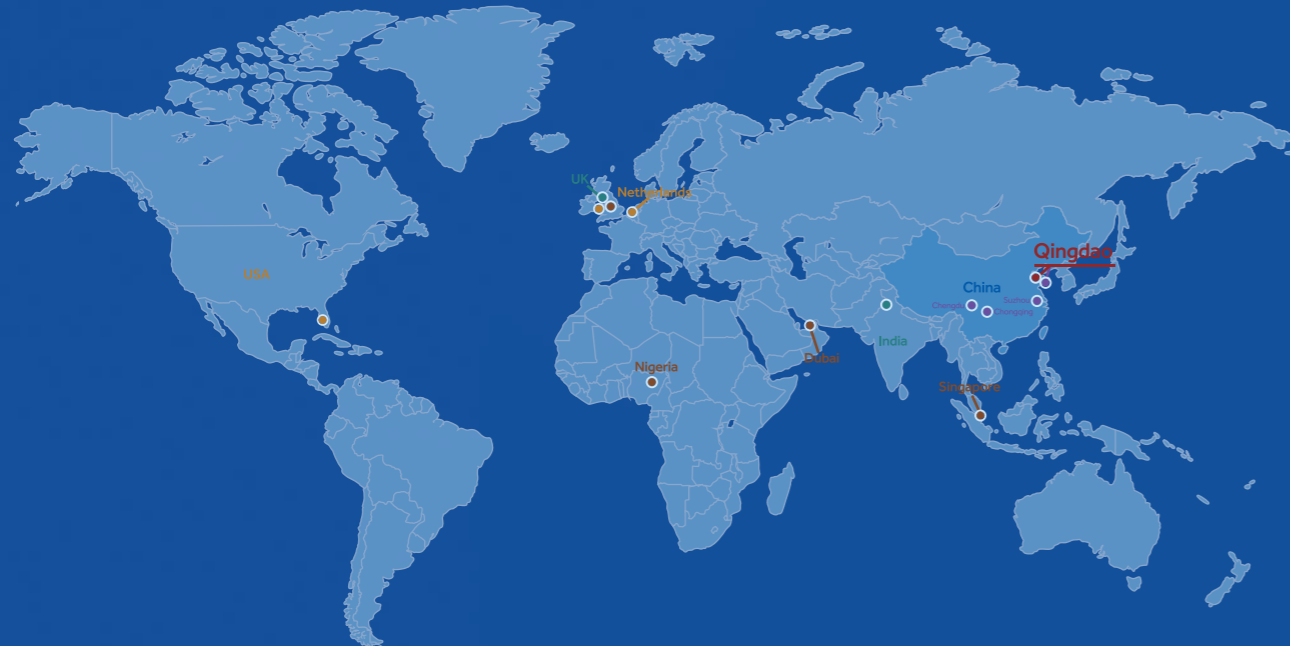 UK
Netherlands
Qingdao
USA
China
Chengdu
Suzhou
Chongqing
India
Dubai
Nigeria
Singapore